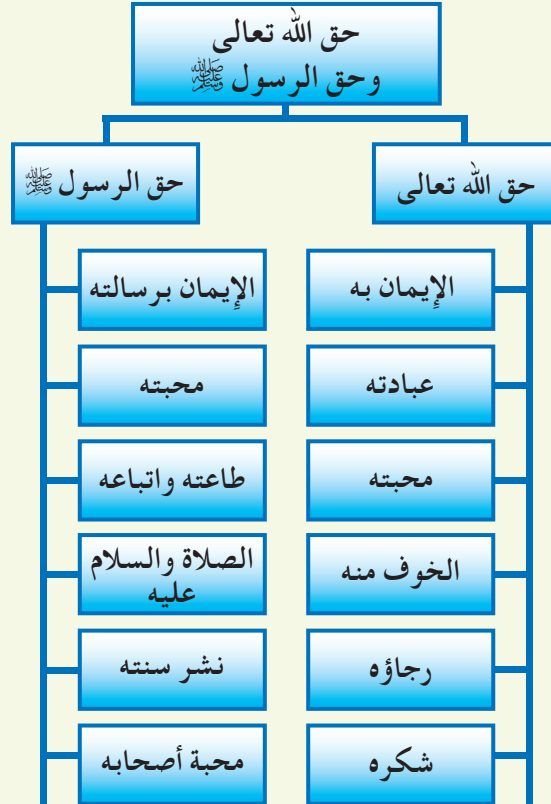 حق الله تعالى
وحق الرسول ﷺ
حق الله تعالى
حق الرسول ﷺ
الإيمان به
الإيمان برسالته
عبادته
محبته
محبته
طاعته واتباعه
الخوف منه
الصلاة والسلام
عليه
رجاؤه
نشر سنته
شكره
محبة أصحابه